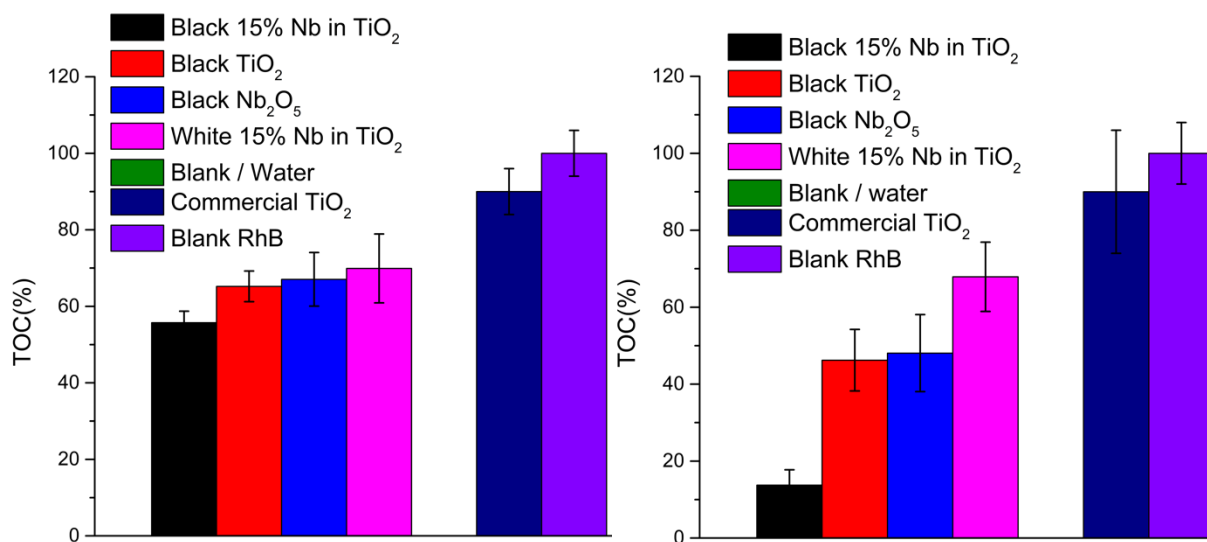 Black 15% Nb in TiO₂
Black TiO₂
Black Nb₂O₅
White 15% Nb in TiO₂
Blank / Water
Commercial TiO₂
Blank RhB
TOC(%)
120
100
80
60
40
20
0
Black 15% Nb in TiO₂
Black TiO₂
Black Nb₂O₅
White 15% Nb in TiO₂
Blank / water
Commercial TiO₂
Blank RhB
TOC(%)
120
100
80
60
40
20
0